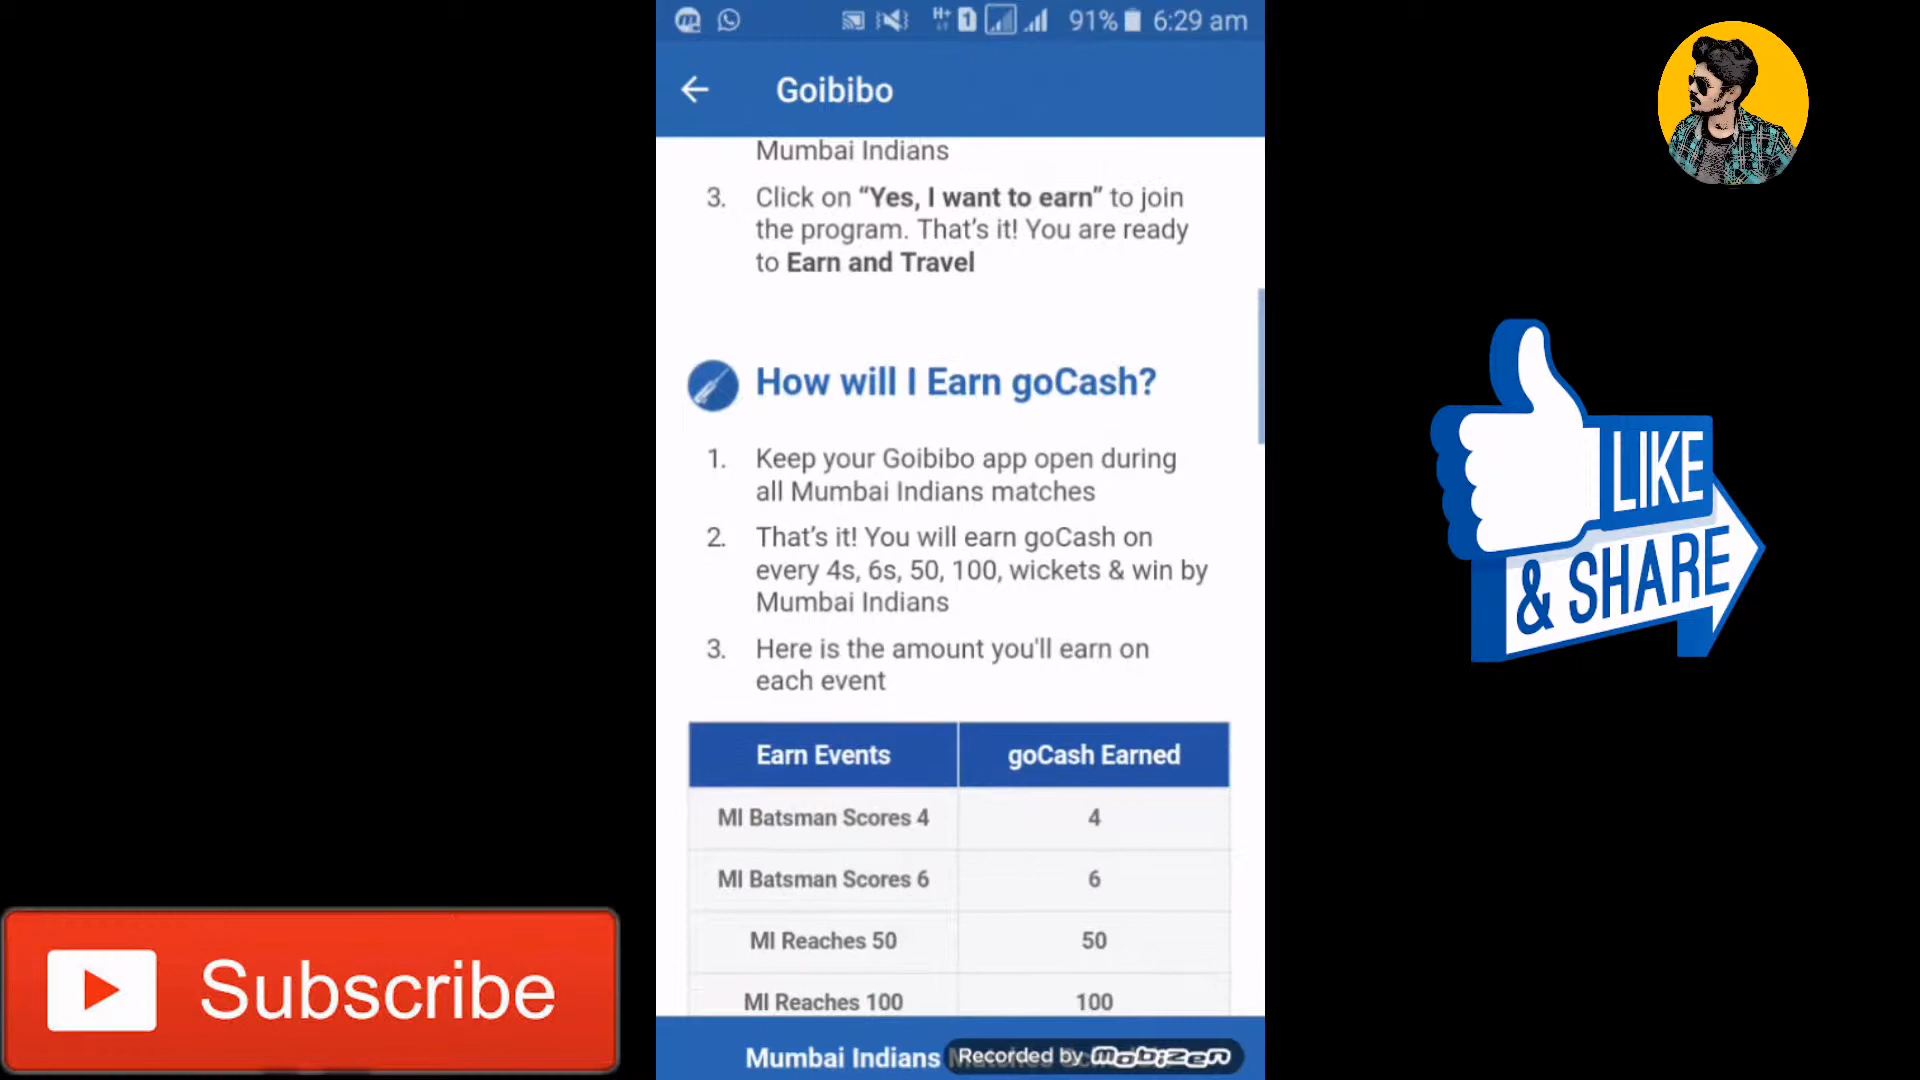 H+ 1 91% 6:29 am
Goibibo
Mumbai Indians
3. Click on “Yes, I want to earn” to join
the program. That’s it! You are ready
to Earn and Travel
How will I Earn goCash?
1. Keep your Goibibo app open during
all Mumbai Indians matches
2. That’s it! You will earn goCash on
every 4s, 6s, 50, 100, wickets & win by
Mumbai Indians
3. Here is the amount you'll earn on
each event
Earn Events goCash Earned
MI Batsman Scores 4 4
MI Batsman Scores 6 6
MI Reaches 50 50
MI Reaches 100 100
Mumbai Indians
Recorded by mobizen
LIKE
& SHARE
Subscribe